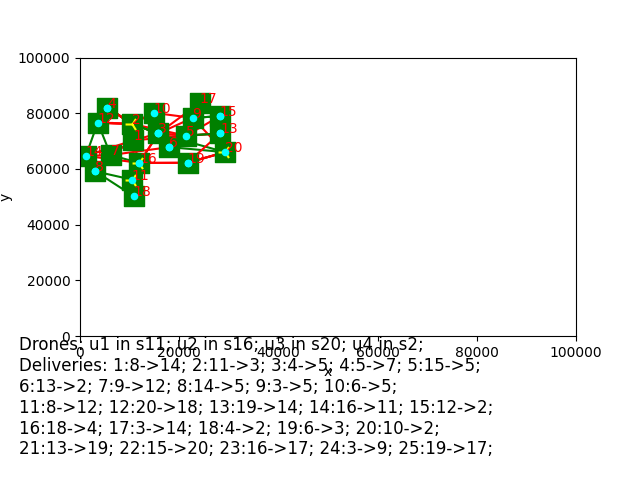 100000
80000
60000
40000
20000
0
y
17
15
13
20
11
0 20000 40000 60000 80000 100000
x
Drones: u1 in s11; u2 in s16; u3 in s20; u4 in s2;
Deliveries: 1:8->14; 2:11->3; 3:4->5; 4:5->7; 5:15->5;
6:13->2; 7:9->12; 8:14->5; 9:3->5; 10:6->5;
11:8->12; 12:20->18; 13:19->14; 14:16->11; 15:12->2;
16:18->4; 17:3->14; 18:4->2; 19:6->3; 20:10->2;
21:13->19; 22:15->20; 23:16->17; 24:3->9; 25:19->17;